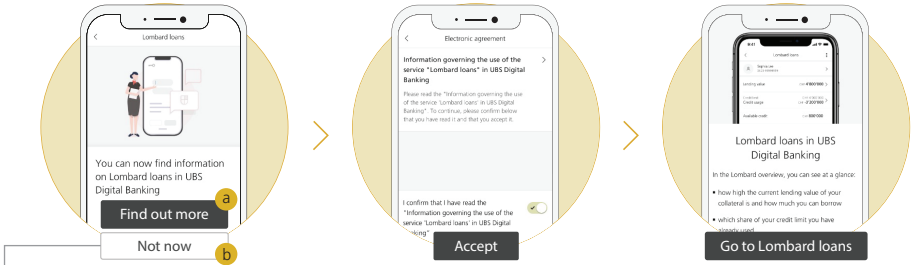 Lombard loans
You can now find information
on Lombard loans in UBS
Digital Banking
a
Find out more
Not now
b
Electronic agreement
Information governing the use of the
service "Lombard loans" in UBS Digital
Banking
Please read the "Information governing the use
of the service 'Lombard loans' in UBS Digital
Banking". To continue, please confirm below
that you have read it and that you accept it.
I confirm that I have read the
"Information governing the use of the
service 'Lombard loans' in UBS Digital
Accept
9:41
Lombard loans
Lending value
Credit usage
Available credit
Lombard loans in UBS
Digital Banking
In the Lombard overview, you can see at a glance:
• how high the current lending value of your
collateral is and how much you can borrow
• which share of your credit limit you have
already used
Go to Lombard loans